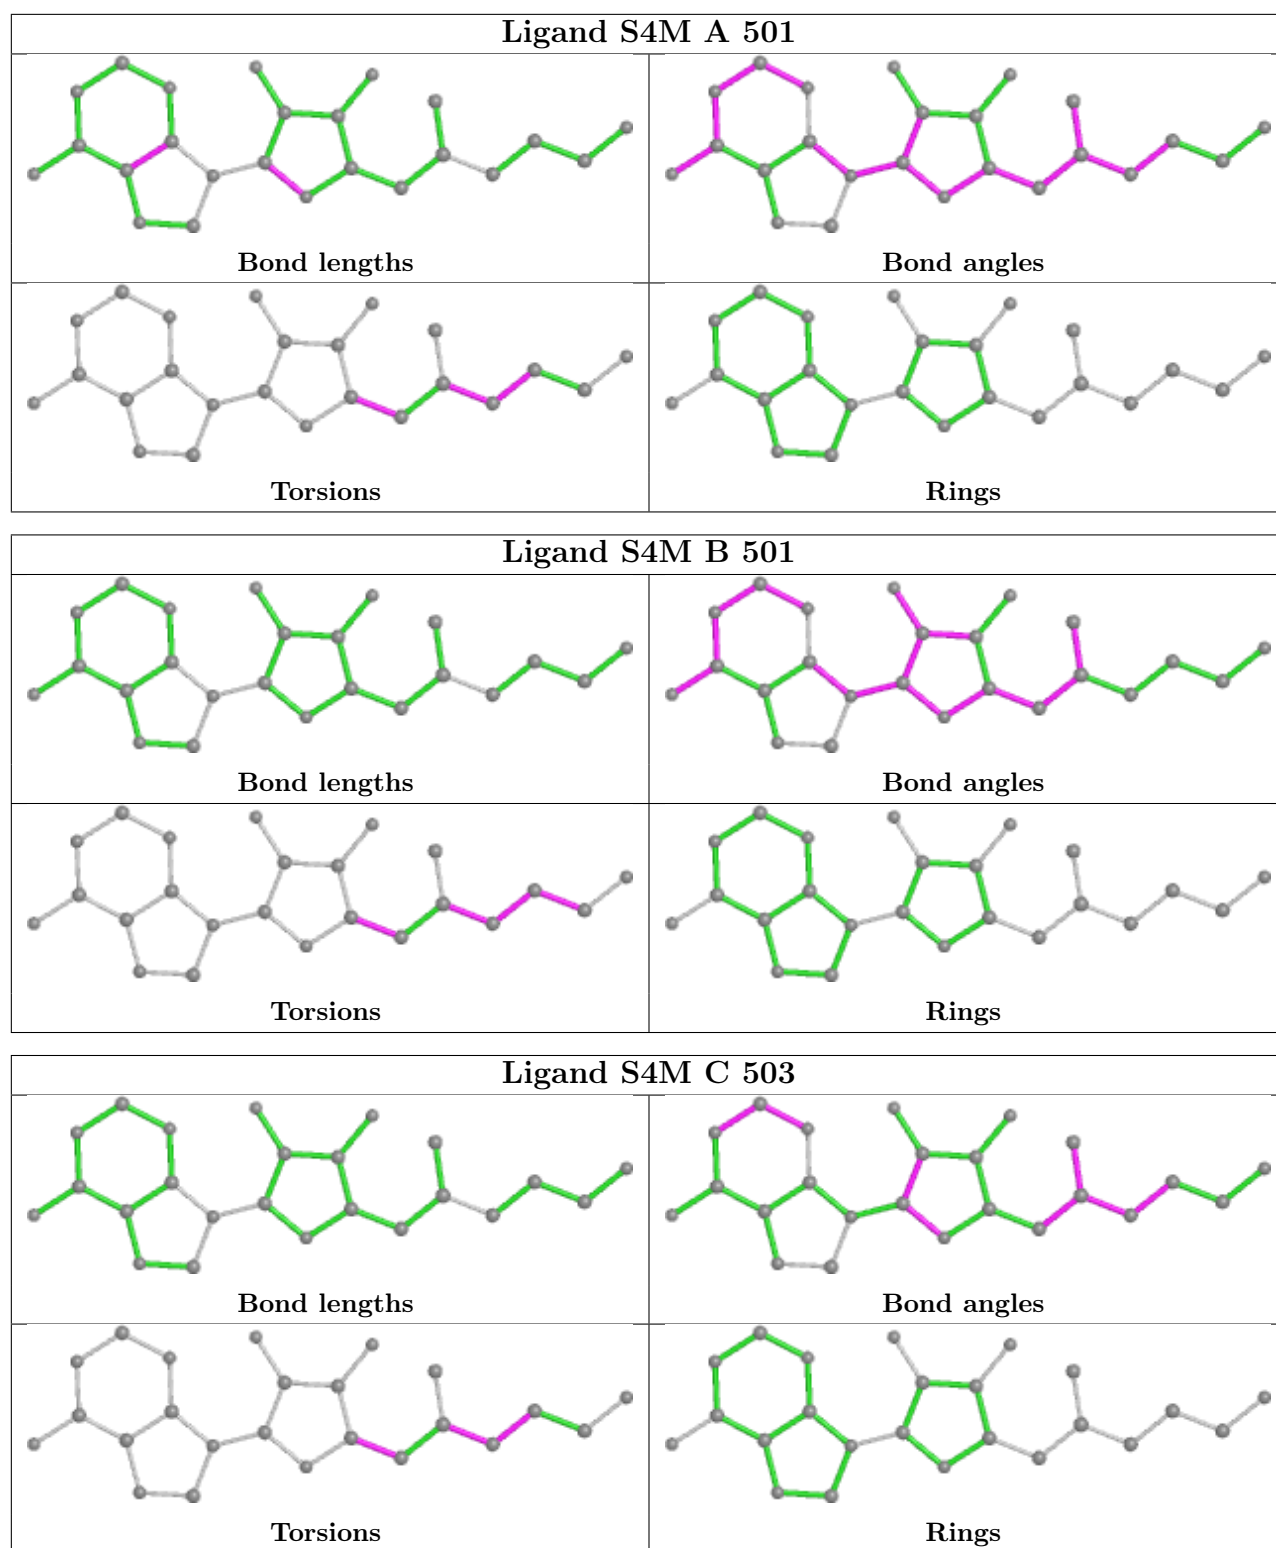 Ligand S4M A 501
Bond lengths
Bond angles
Torsions
Rings
Ligand S4M B 501
Bond lengths
Bond angles
Torsions
Rings
Ligand S4M C 503
Bond lengths
Bond angles
Torsions
Rings